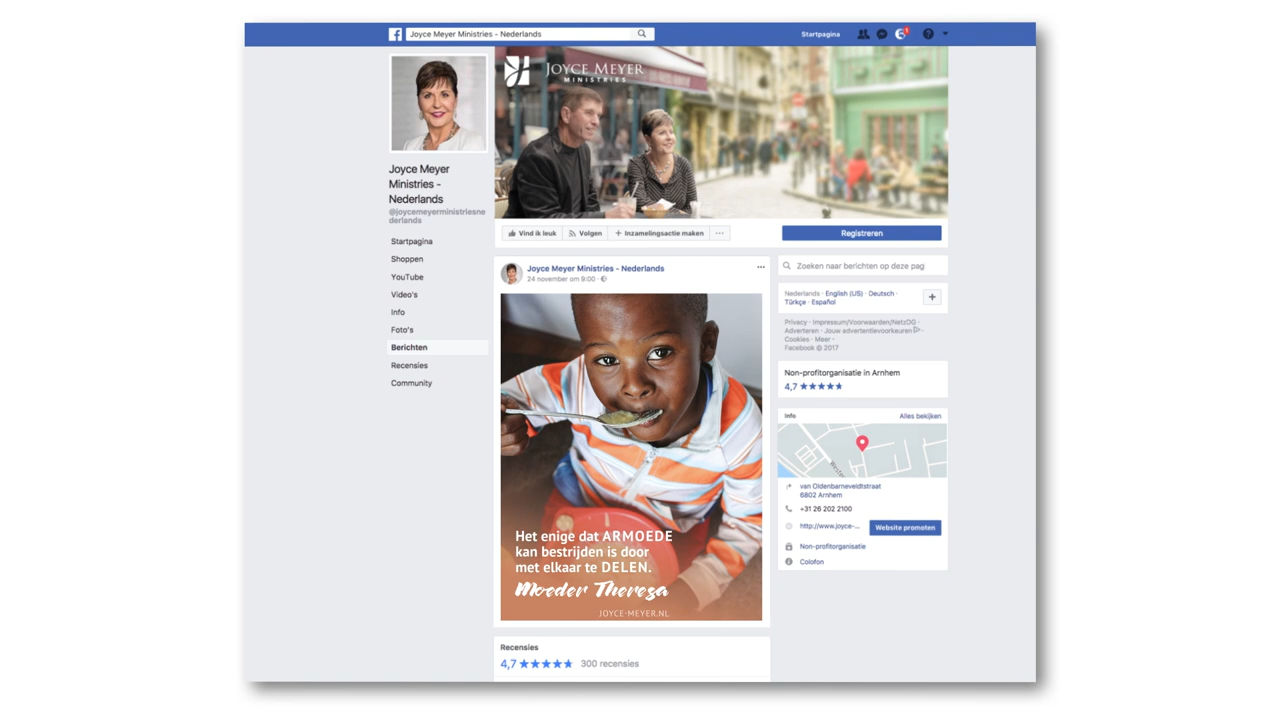 Joyce Meyer Ministries - Nederlands
Startpagina
1
JOYCE MEYER
MINISTRIES
Joyce Meyer
Ministries -
Nederlands
@joycemeyerministriesne
derlands
Startpagina
Shoppen
YouTube
Video's
Info
Foto's
Berichten
Recensies
Community
Vind ik leuk
Volgen
Inzamelingsactie maken
Registreren
Joyce Meyer Ministries - Nederlands
24 november om 9:00 ·
Het enige dat ARMOEDE
kan bestrijden is door
met elkaar te DELEN.
Moeder Theresa
JOYCE-MEYER.NL
Recensies
4,7 300 recensies
Zoeken naar berichten op deze pag
Nederlands · English (US) · Deutsch ·
Türkçe · Español
Privacy · Impressum/Voorwaarden/NetzDG ·
Adverteren · Jouw advertentievoorkeuren ·
Cookies · Meer ·
Facebook © 2017
Non-profitorganisatie in Arnhem
4,7
Info
Alles bekijken
van Oldenbarneveldtstraat
6802 Arnhem
+31 26 202 2100
http://www.joyce-...
Website promoten
Non-profitorganisatie
Colofon